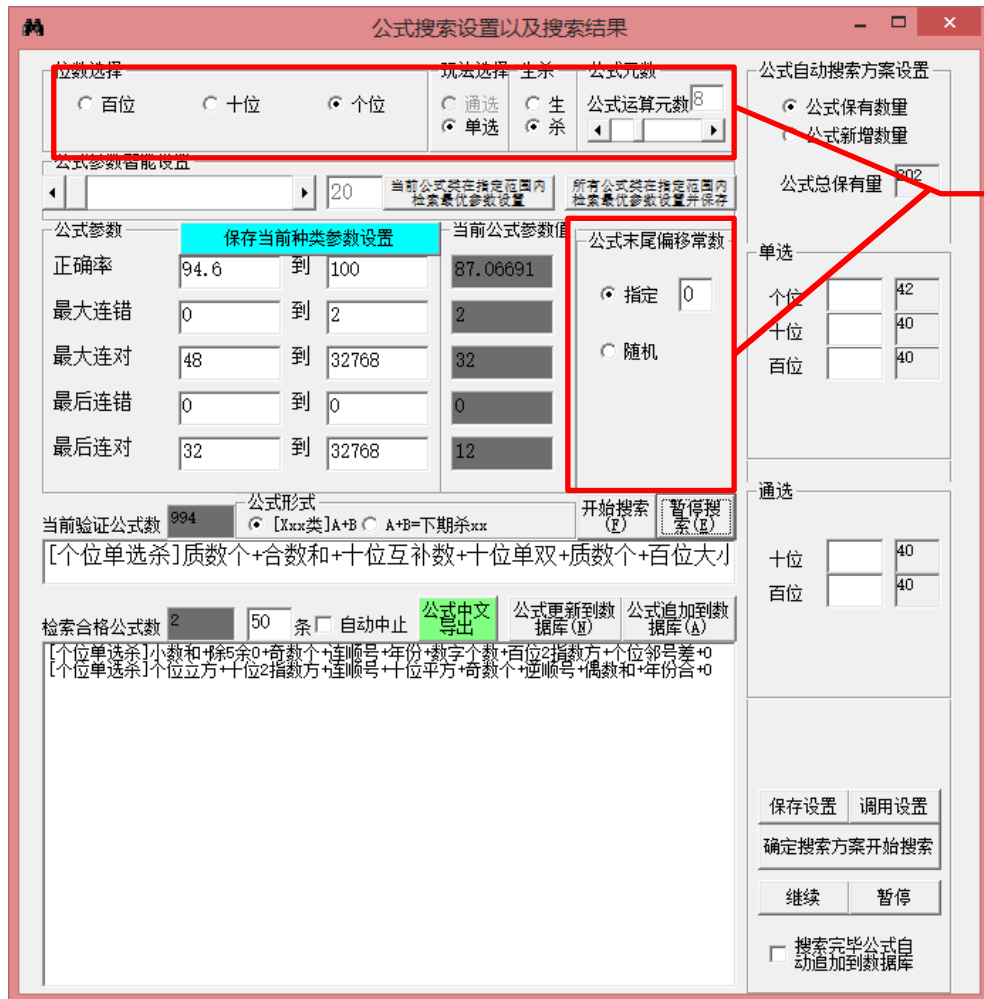 公式搜索设置以及搜索结果
位数选择
百位
十位
个位
玩法选择
通选
单选
生杀
生
杀
公式元数
公式运算元数
8
公式参数智能设置
20
当前公式类在指定范围内
检索最优参数设置
所有公式类在指定范围内
检索最优参数设置并保存
公式参数
保存当前种类参数设置
当前公式参数值
正确率
94.6
到
100
87.06691
最大连错
0
到
2
2
最大连对
48
到
32768
32
最后连错
0
到
0
0
最后连对
32
到
32768
12
公式末尾偏移常数
指定
0
随机
当前验证公式数
994
公式形式
[Xxx类]A+B
A+B=下期杀xx
开始搜索
(F)
暂停搜
索(E)
[个位单选杀]质数个+合数和+十位互补数+十位单双+质数个+百位大小
检索合格公式数
2
50
条
自动中止
公式中文
导出
公式更新到数
据库(N)
公式追加到数
据库(A)
[个位单选杀]小数和+除5余0+奇数个+连顺号+年份+数字个数+百位2指数方+个位邻号差+0
[个位单选杀]个位立方+十位2指数方+连顺号+十位平方+奇数个+逆顺号+偶数和+年份合+0
公式自动搜索方案设置
公式保有数量
公式新增数量
公式总保有量
202
单选
个位
42
十位
40
百位
40
通选
十位
40
百位
40
保存设置
调用设置
确定搜索方案开始搜索
继续
暂停
搜索完毕公式自
动追加到数据库